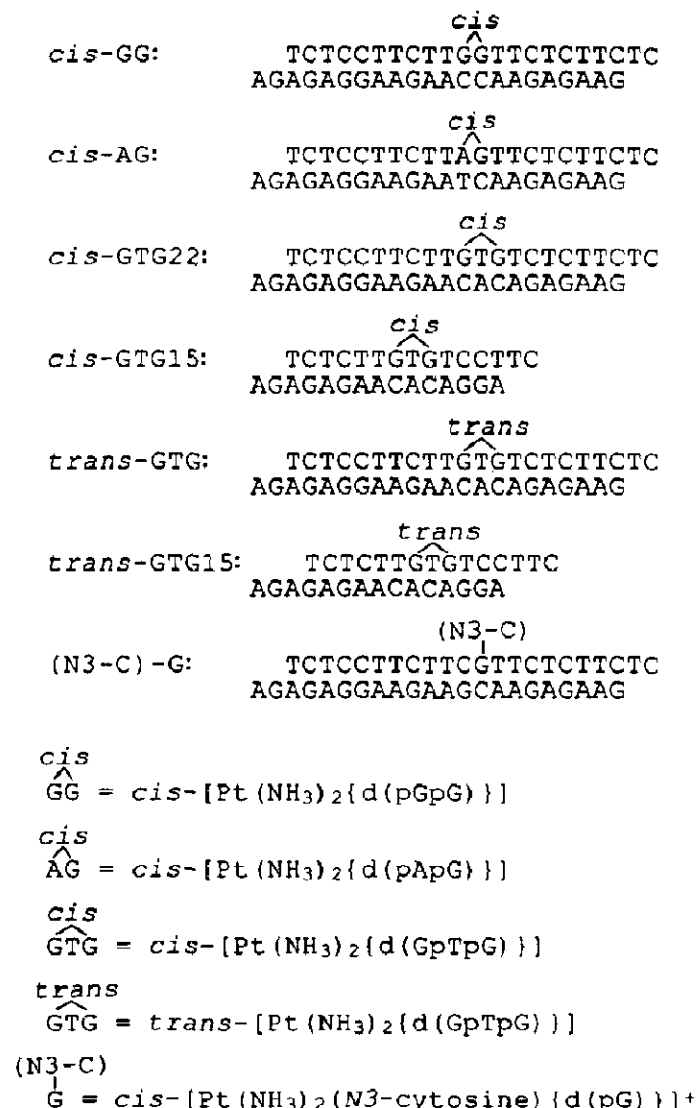 cis
cis-GG: TCTCCTTCTTGGTTCTCTTCTC
AGAGAGGAAGAACCAAGAGAAG
cis
cis-AG: TCTCCTTCTTAGTTCTCTTCTC
AGAGAGGAAGAATCAAGAGAAG
cis
cis-GTG22: TCTCCTTCTTGTGTCTCTTCTC
AGAGAGGAAGAACACAGAGAAG
cis
cis-GTG15: TCTCTTGTGTCCTTC
AGAGAGAACACAGGA
trans
trans-GTG: TCTCCTTCTTGTGTCTCTTCTC
AGAGAGGAAGAACACAGAGAAG
trans
trans-GTG15: TCTCTTGTGTCCTTC
AGAGAGAACACAGGA
(N3-C)
(N3-C)-G: TCTCCTTCTTCGTTCTCTTCTC
AGAGAGGAAGAAGCAAGAGAAG
cis
GG = cis-[Pt(NH3)2{d(pGpG)}]
cis
AG = cis-[Pt(NH3)2{d(pApG)}]
cis
GTG = cis-[Pt(NH3)2{d(GpTpG)}]
trans
GTG = trans-[Pt(NH3)2{d(GpTpG)}]
(N3-C)
G = cis-[Pt(NH3)2(N3-cytosine){d(pG)}]+